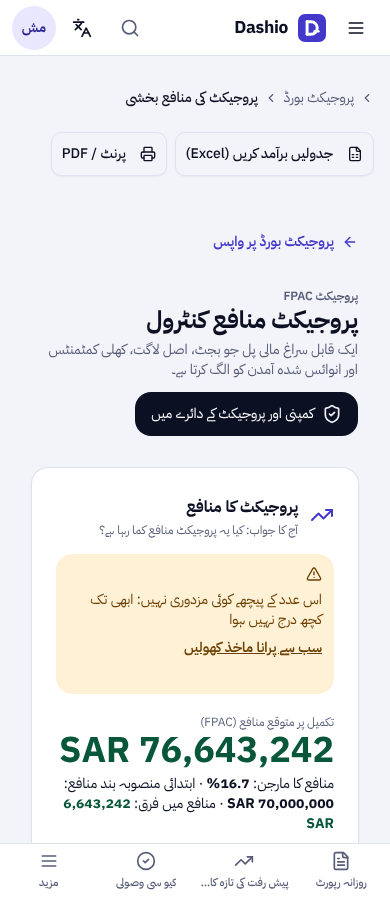 Dashio
مش
پروجیکٹ بورڈ
پروجیکٹ کی منافع بخشی
جدولیں برآمد کریں (Excel)
پرنٹ / PDF
پروجیکٹ بورڈ پر واپس
پروجیکٹ FPAC
پروجیکٹ منافع کنٹرول
ایک قابل سراغ مالی پل جو بجٹ، اصل لاگت، کھلی کمٹمنٹس
اور انوائس شدہ آمدن کو الگ کرتا ہے۔
کمپنی اور پروجیکٹ کے دائرے میں
پروجیکٹ کا منافع
آج کا جواب: کیا یہ پروجیکٹ منافع کما رہا ہے؟
اس عدد کے پیچھے کوئی مزدوری نہیں: ابھی تک
کچھ درج نہیں ہوا
سب سے پرانا ماخذ کھولیں
تکمیل پر متوقع منافع (FPAC)
SAR 76,643,242
منافع کا مارجن: 16.7% · ابتدائی منصوبہ بند منافع:
SAR 70,000,000 · منافع میں فرق: 6,643,242
SAR
روزانہ رپورٹ
پیش رفت کی تازہ کا...
کیو سی وصولی
مزید